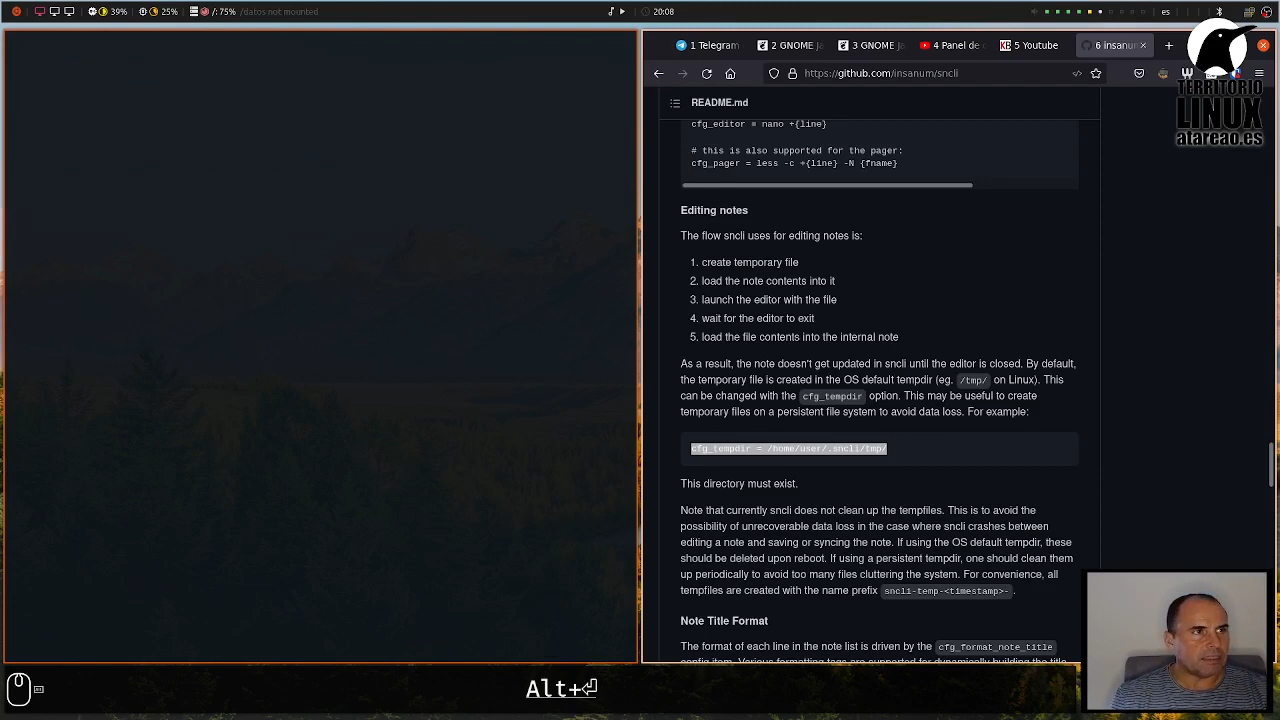 39%
25%
/: 75%
/datos not mounted
20:08
es
1 Telegram
2 GNOME
3 GNOME
4 Panel de
5 Youtube
6 insanum
https://github.com/insanum/sncli
TERRITORIO
LINUX
atareao.es
README.md
cfg_editor = nano +{line}
# this is also supported for the pager:
cfg_pager = less -c +{line} -N {fname}
Editing notes
The flow sncli uses for editing notes is:
1. create temporary file
2. load the note contents into it
3. launch the editor with the file
4. wait for the editor to exit
5. load the file contents into the internal note
As a result, the note doesn't get updated in sncli until the editor is closed. By default,
the temporary file is created in the OS default tempdir (eg. /tmp/ on Linux). This
can be changed with the cfg_tempdir option. This may be useful to create
temporary files on a persistent file system to avoid data loss. For example:
cfg_tempdir = /home/user/.sncli/tmp/
This directory must exist.
Note that currently sncli does not clean up the tempfiles. This is to avoid the
possibility of unrecoverable data loss in the case where sncli crashes between
editing a note and saving or syncing the note. If using the OS default tempdir, these
should be deleted upon reboot. If using a persistent tempdir, one should clean them
up periodically to avoid too many files cluttering the system. For convenience, all
tempfiles are created with the name prefix sncli-temp-<timestamp>- .
Note Title Format
The format of each line in the note list is driven by the cfg_format_note_title
config item. Various formatting tags are supported for dynamically building the title
Alt+⏎